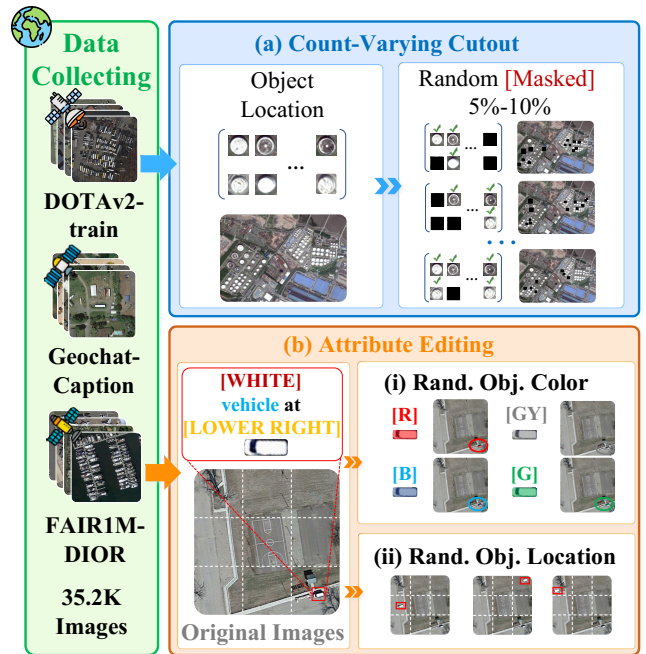 Data
Collecting
DOTAv2-
train
Geochat-
Caption
FAIR1M-
DIOR
35.2K
Images
(a) Count-Varying Cutout
Object
Location
...
Random [Masked]
5%-10%
...
...
...
...
(b) Attribute Editing
[WHITE]
vehicle at
[LOWER RIGHT]
Original Images
(i) Rand. Obj. Color
[R]
[GY]
[B]
[G]
(ii) Rand. Obj. Location